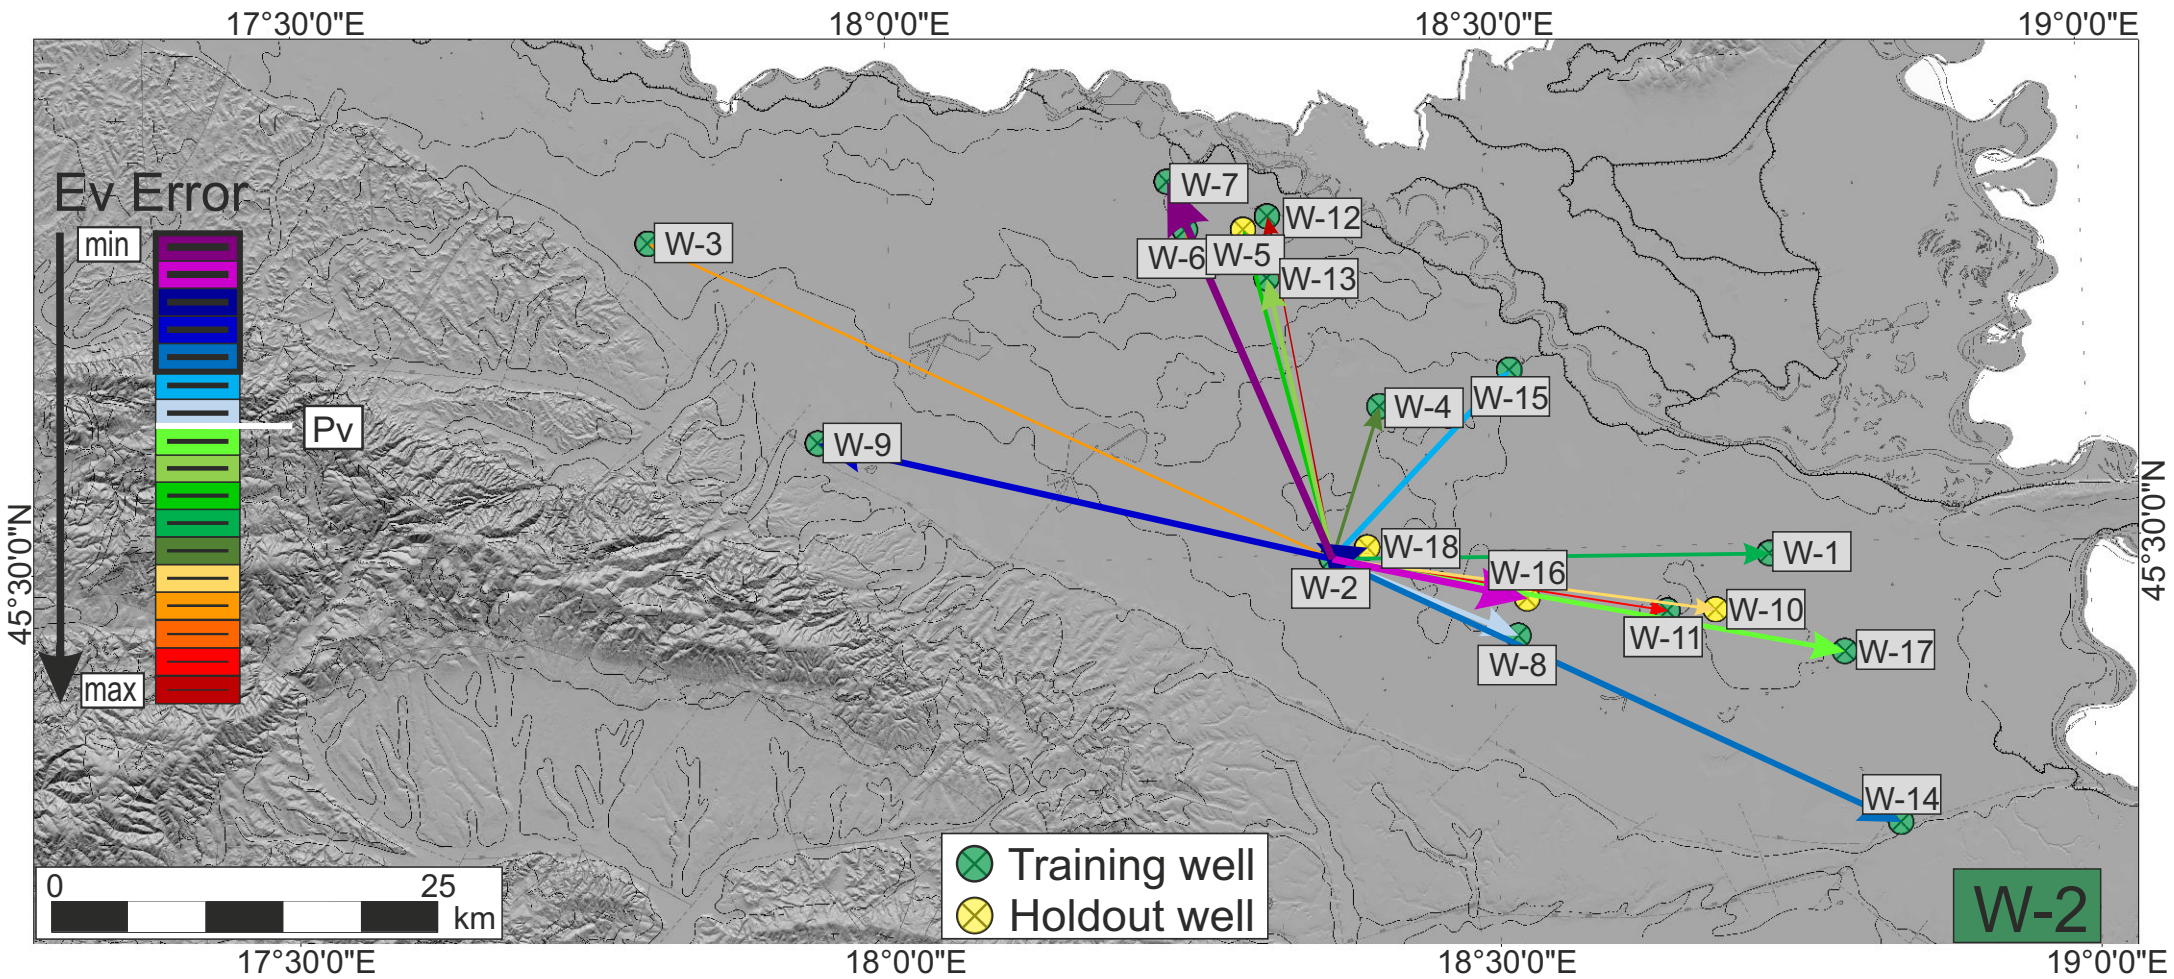 17°30'0"E
18°0'0"E
18°30'0"E
19°0'0"E
Ev Error
min
max
Pv
45°30'0"N
45°30'0"N
W-7
W-12
W-3
W-6
W-5
W-13
W-15
W-4
W-9
W-18
W-1
W-16
W-2
W-10
W-11
W-17
W-8
W-14
0
25
km
Training well
Holdout well
W-2
17°30'0"E
18°0'0"E
18°30'0"E
19°0'0"E